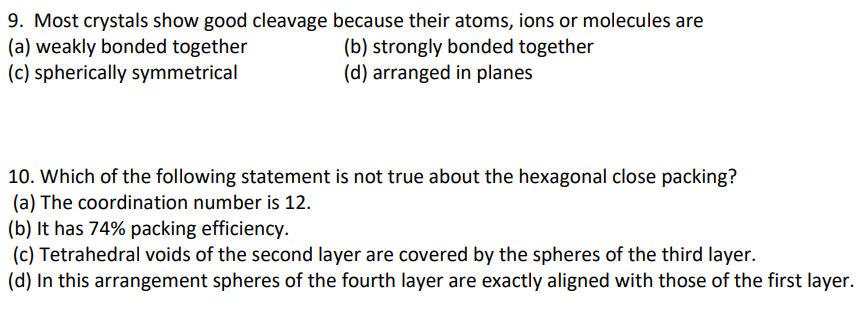 9. Most crystals show good cleavage because their atoms, ions or molecules are
(a) weakly bonded together (b) strongly bonded together
(c) spherically symmetrical (d) arranged in planes
10. Which of the following statement is not true about the hexagonal close packing?
(a) The coordination number is 12.
(b) It has 74% packing efficiency.
(c) Tetrahedral voids of the second layer are covered by the spheres of the third layer.
(d) In this arrangement spheres of the fourth layer are exactly aligned with those of the first layer.